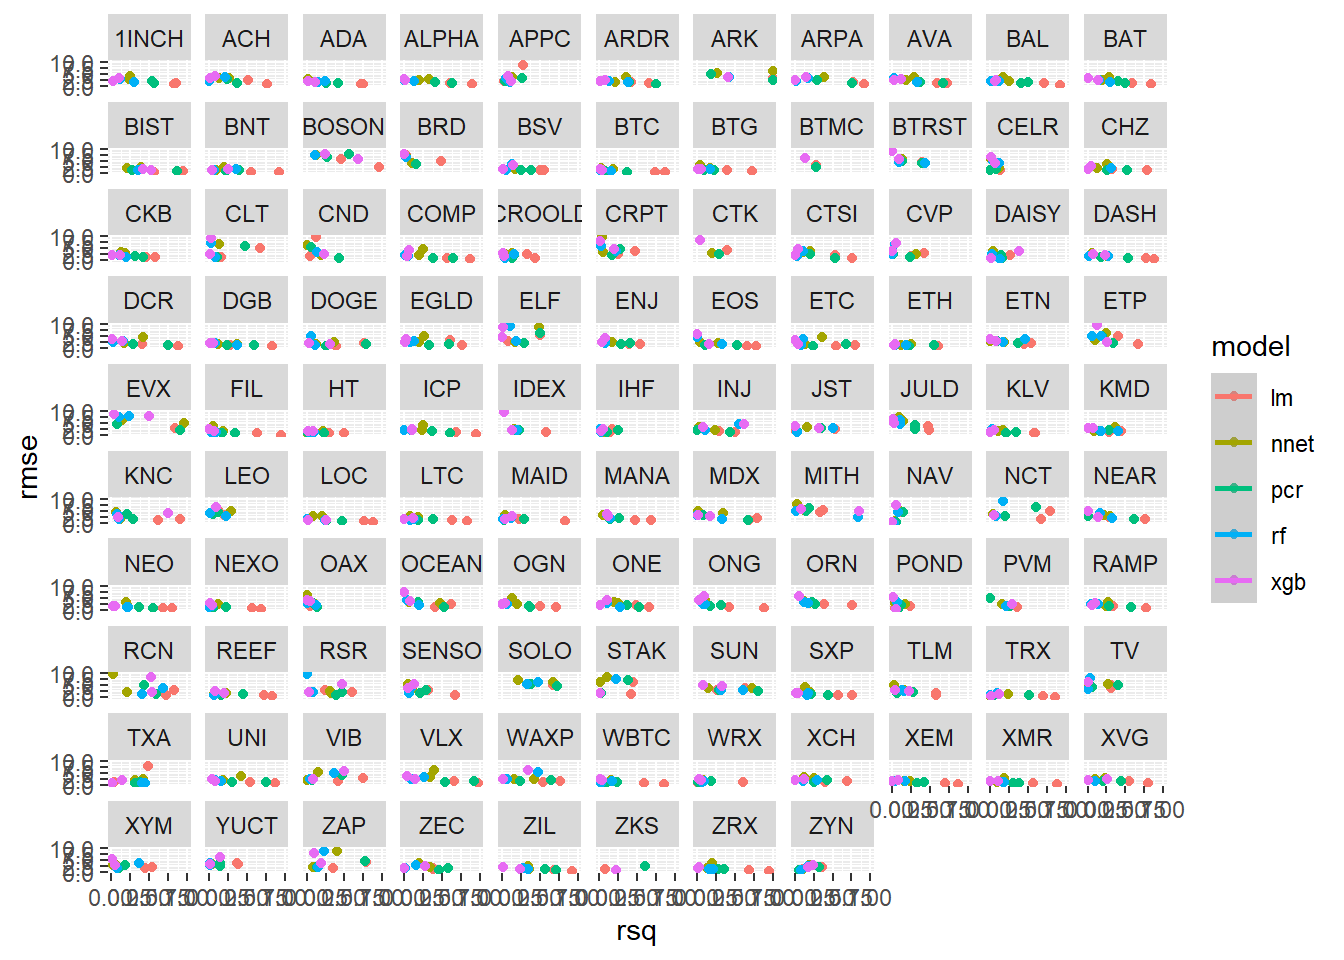 1INCH ACH ADA ALPHA APPC ARDR ARK ARPA AVA BAL BAT
BIST BNT BOSON BRD BSV BTC BTG BTMC BTRST CELR CHZ
CKB CLT CND COMP CROOLD CRPT CTK CTSI CVP DAISY DASH
DCR DGB DOGE EGLD ELF ENJ EOS ETC ETH ETN ETP
EVX FIL HT ICP IDEX IHF INJ JST JULD KLV KMD
KNC LEO LOC LTC MAID MANA MDX MITH NAV NCT NEAR
NEO NEXO OAX OCEAN OGN ONE ONG ORN POND PVM RAMP
RCN REEF RSR SENSO SOLO STAK SUN SXP TLM TRX TV
TXA UNI VIB VLX WAXP WBTC WRX XCH XEM XMR XVG
XYM YUCT ZAP ZEC ZIL ZKS ZRX ZYN
rsq
rmse
model
lm
nnet
pcr
rf
xgb